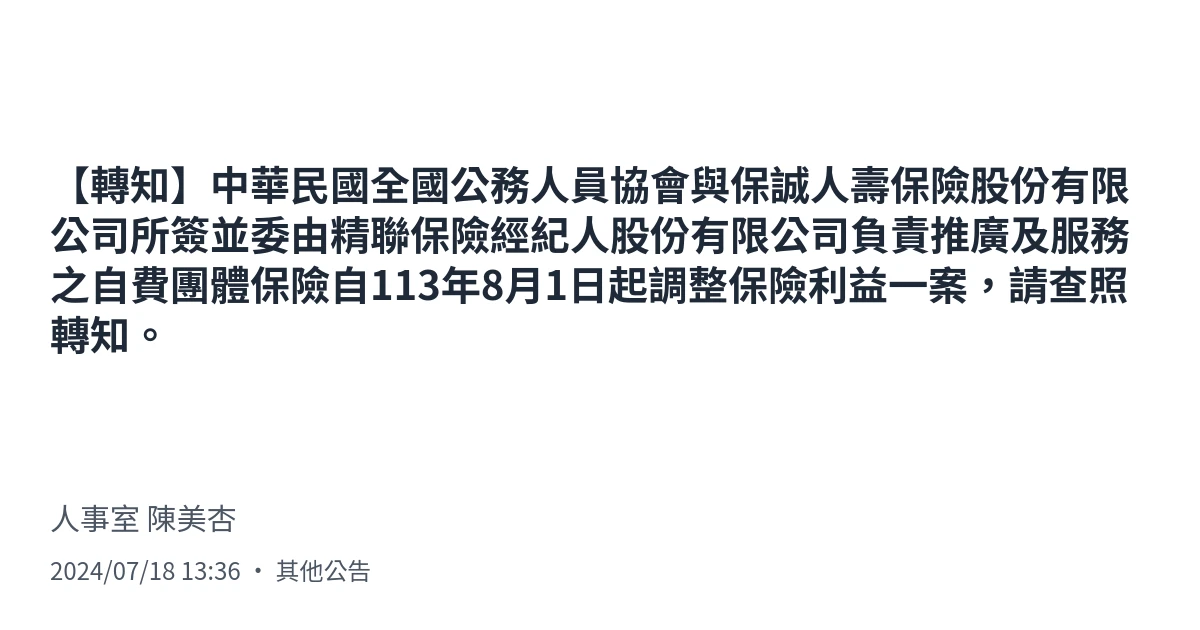 【轉知】中華民國全國公務人員協會與保誠人壽保險股份有限
公司所簽並委由精聯保險經紀人股份有限公司負責推廣及服務
之自費團體保險自113年8月1日起調整保險利益一案，請查照
轉知。
人事室 陳美杏
2024/07/18 13:36 · 其他公告